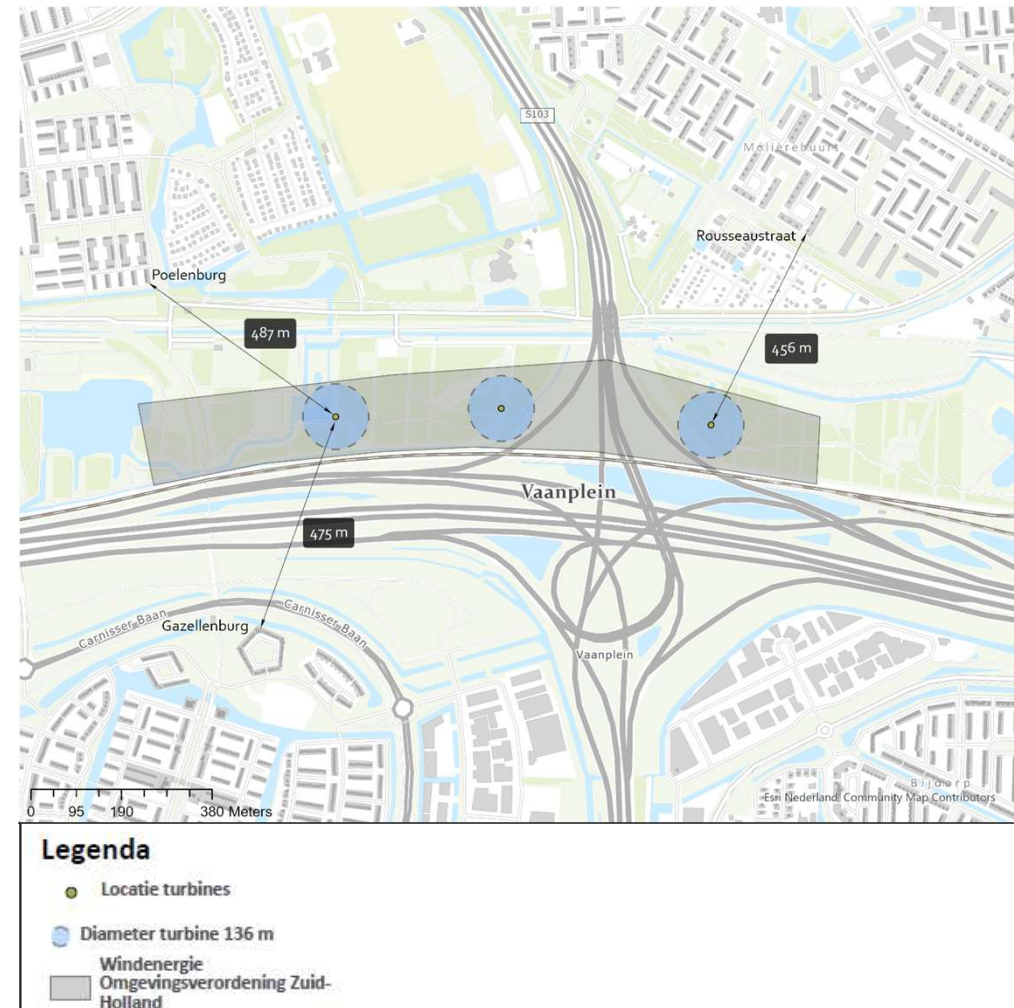 S103
Molièrebuurt
Rousseaustraat
Poelenburg
487 m
456 m
Vaanplein
475 m
Carnisser Baan
Carnisser Baan
Gazellenburg
Vaanplein
Bijdorp
Esri Nederland, Community Map Contributors
0 95 190 380 Meters
Legenda
Locatie turbines
Diameter turbine 136 m
Windenergie
Omgevingsverordening Zuid-
Holland